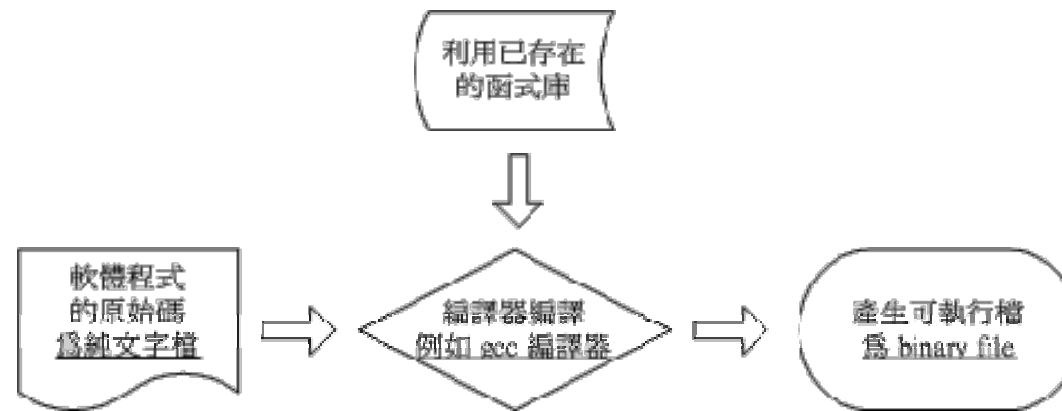 利用已存在
的函式庫
軟體程式
的原始碼
為純文字檔
編譯器編譯
例如 gcc 編譯器
產生可執行檔
為 binary file